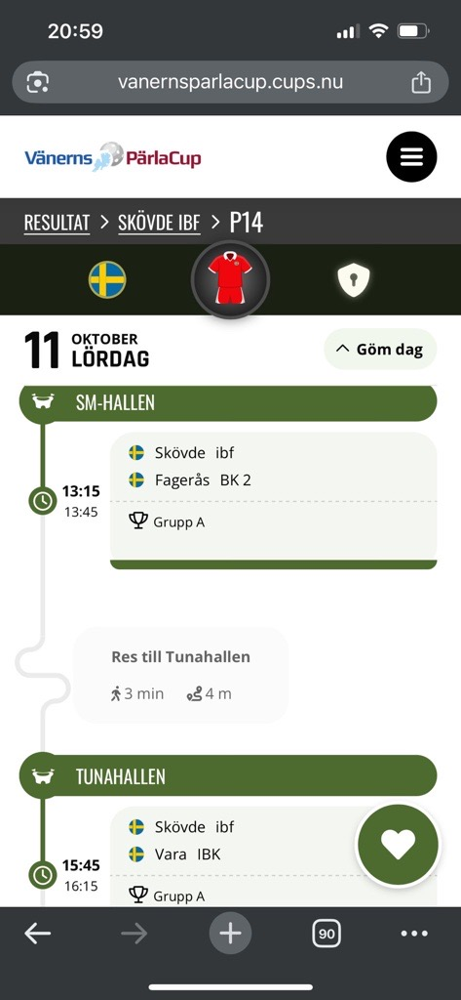 20:59
vanernsparlacup.cups.nu
Vänerns PärlaCup
RESULTAT > SKÖVDE IBF > P14
11 OKTOBER
LÖRDAG
Göm dag
SM-HALLEN
13:15
13:45
Skövde ibf
Fagerås BK 2
Grupp A
Res till Tunahallen
3 min 4 m
TUNAHALLEN
15:45
16:15
Skövde ibf
Vara IBK
Grupp A
90